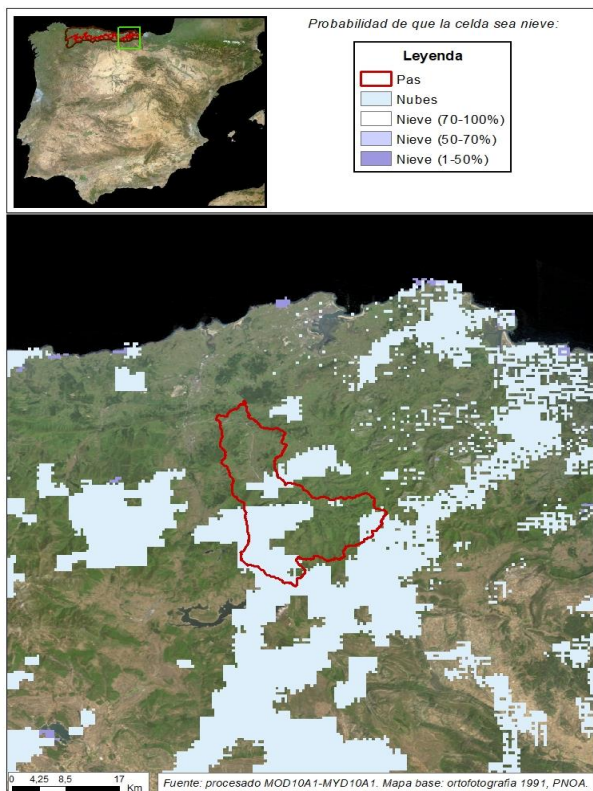 Probabilidad de que la celda sea nieve:
Leyenda
Pas
Nubes
Nieve (70-100%)
Nieve (50-70%)
Nieve (1-50%)
0 4,25 8,5 17
Km
Fuente: procesado MOD10A1-MYD10A1. Mapa base: ortofotografia 1991, PNOA.